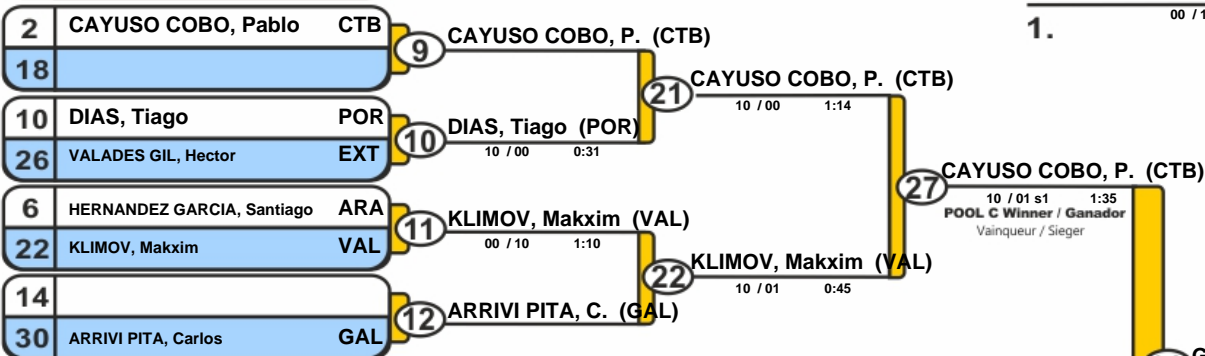 2 CAYUSO COBO, Pablo CTB
18
9 CAYUSO COBO, P. (CTB)
10 DIAS, Tiago POR
26 VALADES GIL, Hector EXT
10 DIAS, Tiago (POR)
10 / 00 0:31
21 CAYUSO COBO, P. (CTB)
10 / 00 1:14
6 HERNANDEZ GARCIA, Santiago ARA
22 KLIMOV, Makxim VAL
11 KLIMOV, Makxim (VAL)
00 / 10 1:10
14
30 ARRIVI PITA, Carlos GAL
12 ARRIVI PITA, C. (GAL)
22 KLIMOV, Makxim (VAL)
10 / 01 0:45
27 CAYUSO COBO, P. (CTB)
10 / 01 s1 1:35
POOL C Winner / Ganador
Vainqueur / Sieger
00 / 1
1.
G